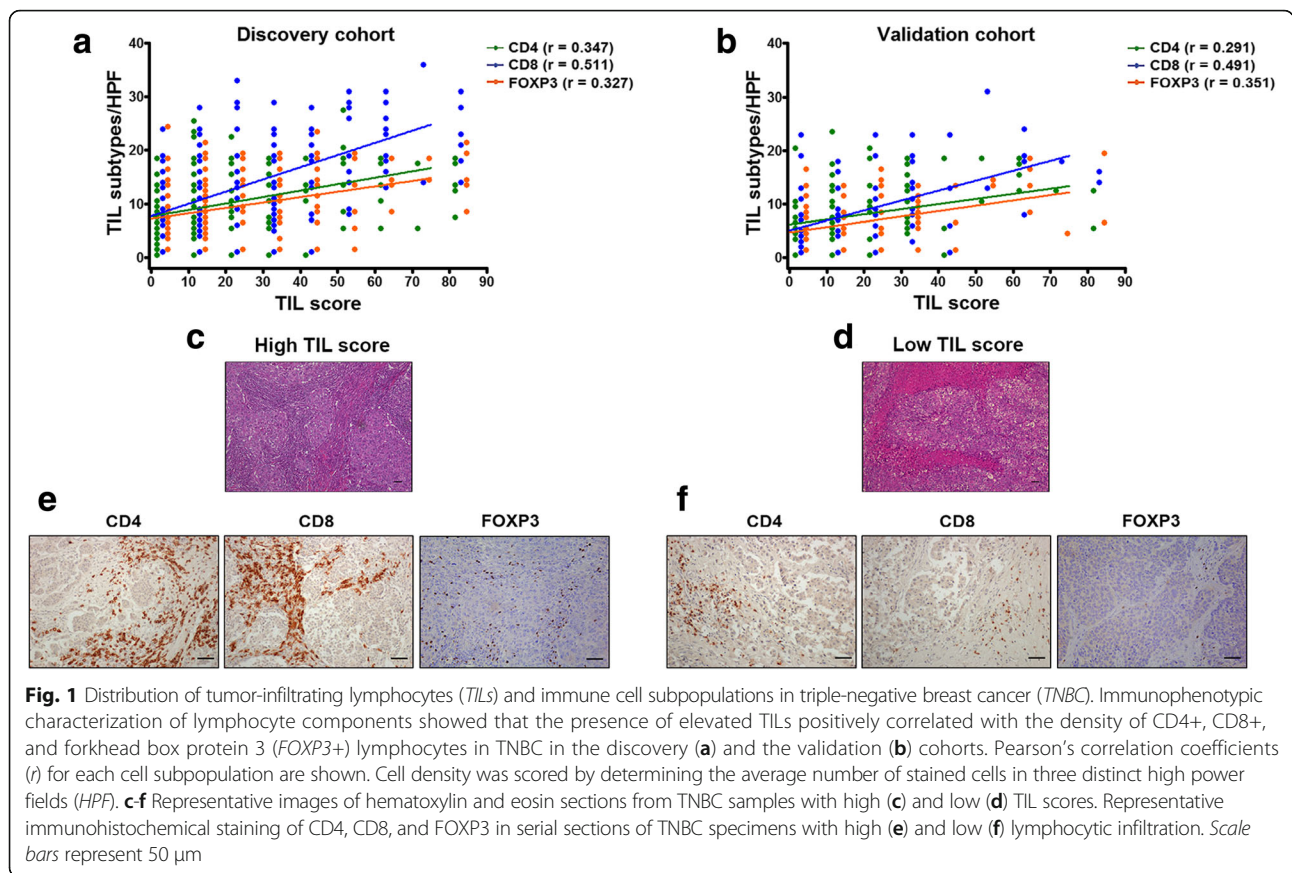 a
Discovery cohort
CD4 (r = 0.347)
CD8 (r = 0.511)
FOXP3 (r = 0.327)
TIL subtypes/HPF
40
30
20
10
0
0 10 20 30 40 50 60 70 80 90
TIL score
b
Validation cohort
CD4 (r = 0.291)
CD8 (r = 0.491)
FOXP3 (r = 0.351)
TIL subtypes/HPF
40
30
20
10
0
0 10 20 30 40 50 60 70 80 90
TIL score
c
High TIL score
d
Low TIL score
e
CD4 CD8 FOXP3
f
CD4 CD8 FOXP3
Fig. 1 Distribution of tumor-infiltrating lymphocytes (TILs) and immune cell subpopulations in triple-negative breast cancer (TNBC). Immunophenotypic
characterization of lymphocyte components showed that the presence of elevated TILs positively correlated with the density of CD4+, CD8+,
and forkhead box protein 3 (FOXP3+) lymphocytes in TNBC in the discovery (a) and the validation (b) cohorts. Pearson's correlation coefficients
(r) for each cell subpopulation are shown. Cell density was scored by determining the average number of stained cells in three distinct high power
fields (HPF). c-f Representative images of hematoxylin and eosin sections from TNBC samples with high (c) and low (d) TIL scores. Representative
immunohistochemical staining of CD4, CD8, and FOXP3 in serial sections of TNBC specimens with high (e) and low (f) lymphocytic infiltration. Scale
bars represent 50 μm